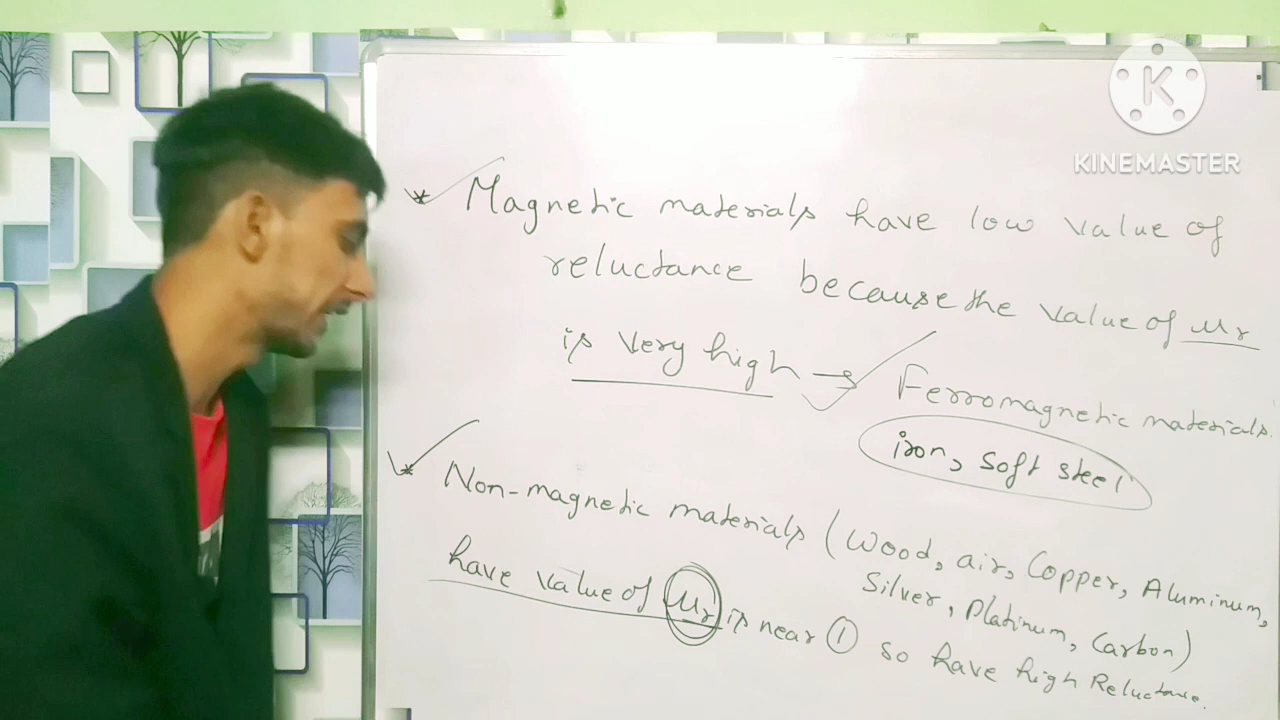 K
KINEMASTER
* Magnetic materials have low value of
reluctance because the value of μr
is very high → Ferromagnetic materials.
iron, soft steel
* Non-magnetic materials (Wood, air, Copper, Aluminum,
Silver, Platinum, Carbon)
have value of μr is near 1 so have high Reluctance.